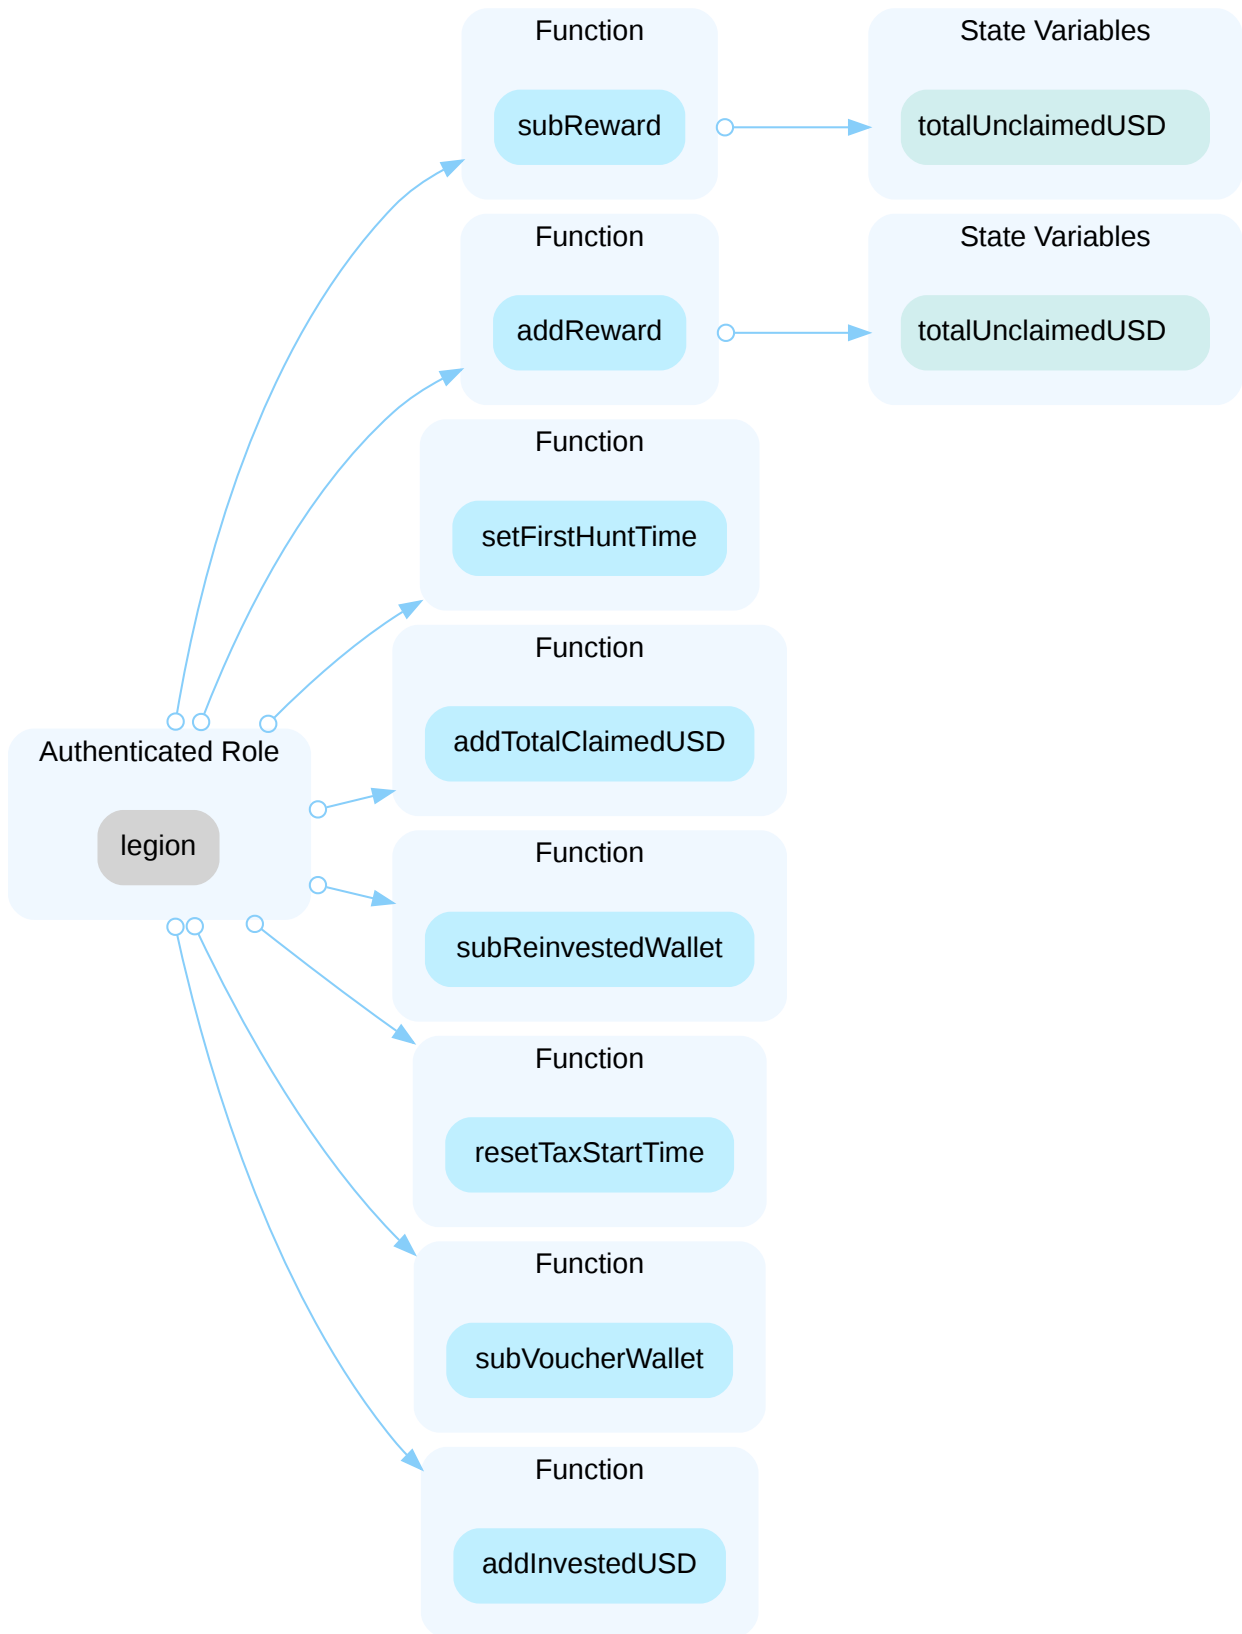 Function
subReward
State Variables
totalUnclaimedUSD
Function
addReward
State Variables
totalUnclaimedUSD
Function
setFirstHuntTime
Function
addTotalClaimedUSD
Authenticated Role
legion
Function
subReinvestedWallet
Function
resetTaxStartTime
Function
subVoucherWallet
Function
addInvestedUSD